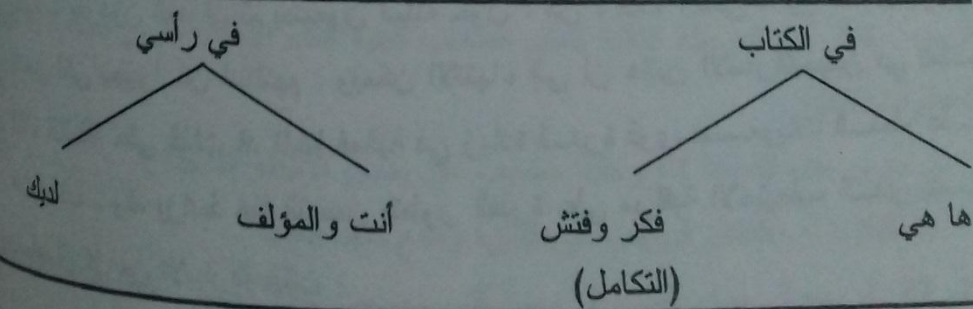 في الكتاب
في رأسي
ها هي
فكر وفتش
(التكامل)
أنت والمؤلف
لديك